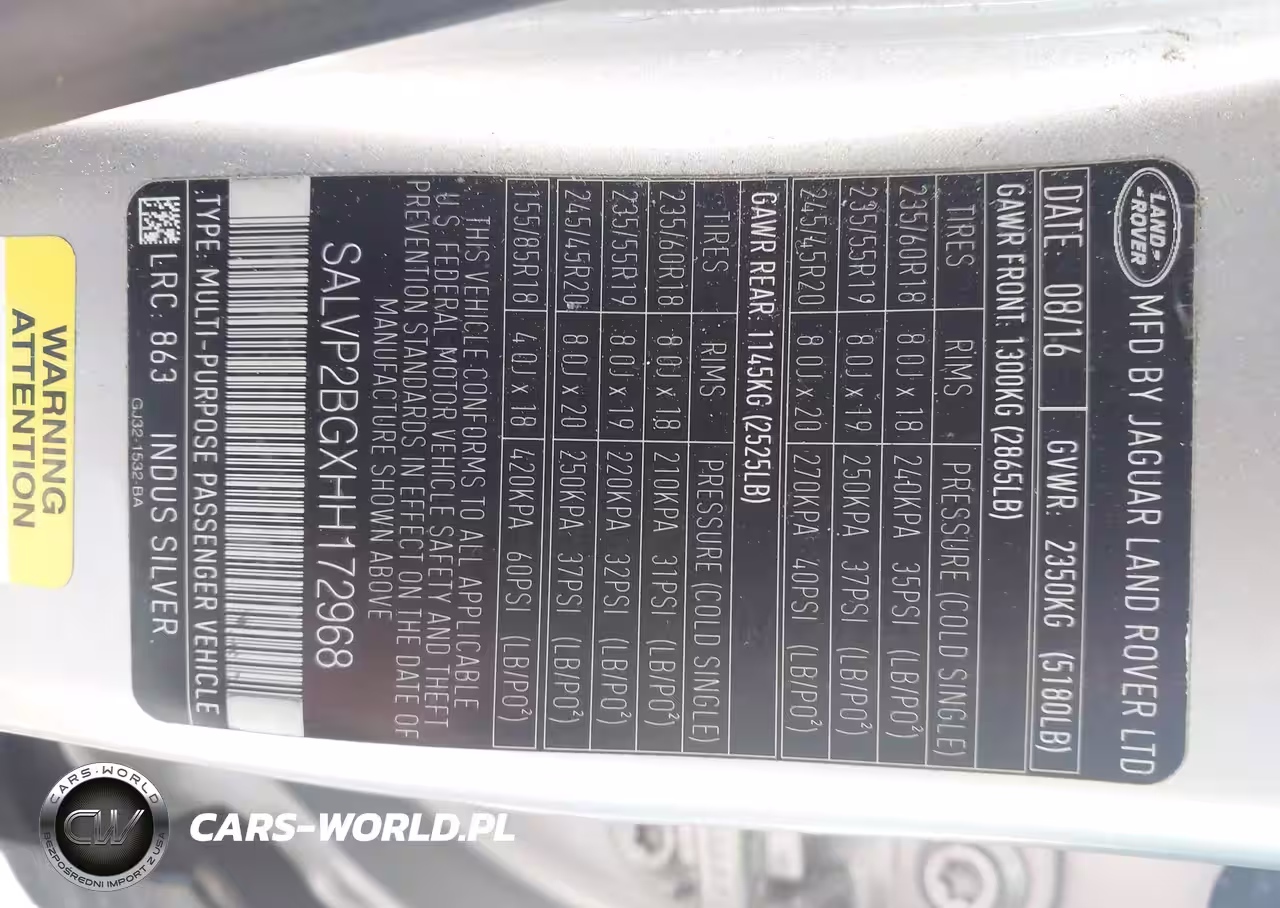 LAND ROVER MFD BY JAGUAR LAND ROVER LTD
DATE: 08/16 GVWR: 2350KG (5180LB)
GAWR FRONT: 1300KG (2865LB)
TIRES RIMS PRESSURE (COLD SINGLE)
235/60R18 8.0J x 18 240KPA 35PSI (LB/PO²)
235/55R19 8.0J x 19 250KPA 37PSI (LB/PO²)
245/45R20 8.0J x 20 270KPA 40PSI (LB/PO²)
GAWR REAR: 1145KG (2525LB)
TIRES RIMS PRESSURE (COLD SINGLE)
235/60R18 8.0J x 18 210KPA 31PSI (LB/PO²)
235/55R19 8.0J x 19 220KPA 32PSI (LB/PO²)
245/45R20 8.0J x 20 250KPA 37PSI (LB/PO²)
155/85R18 4.0J x 18 420KPA 60PSI (LB/PO²)
THIS VEHICLE CONFORMS TO ALL APPLICABLE
U.S. FEDERAL MOTOR VEHICLE SAFETY AND THEFT
PREVENTION STANDARDS IN EFFECT ON THE DATE OF
MANUFACTURE SHOWN ABOVE
SALVP2BGXHH172968
TYPE: MULTI-PURPOSE PASSENGER VEHICLE
LRC: 863 INDUS SILVER.
GJ32-1532-BA
WARNING
ATTENTION
CARS-WORLD
CW
BEZPOŚREDNI IMPORT Z USA
CARS-WORLD.PL